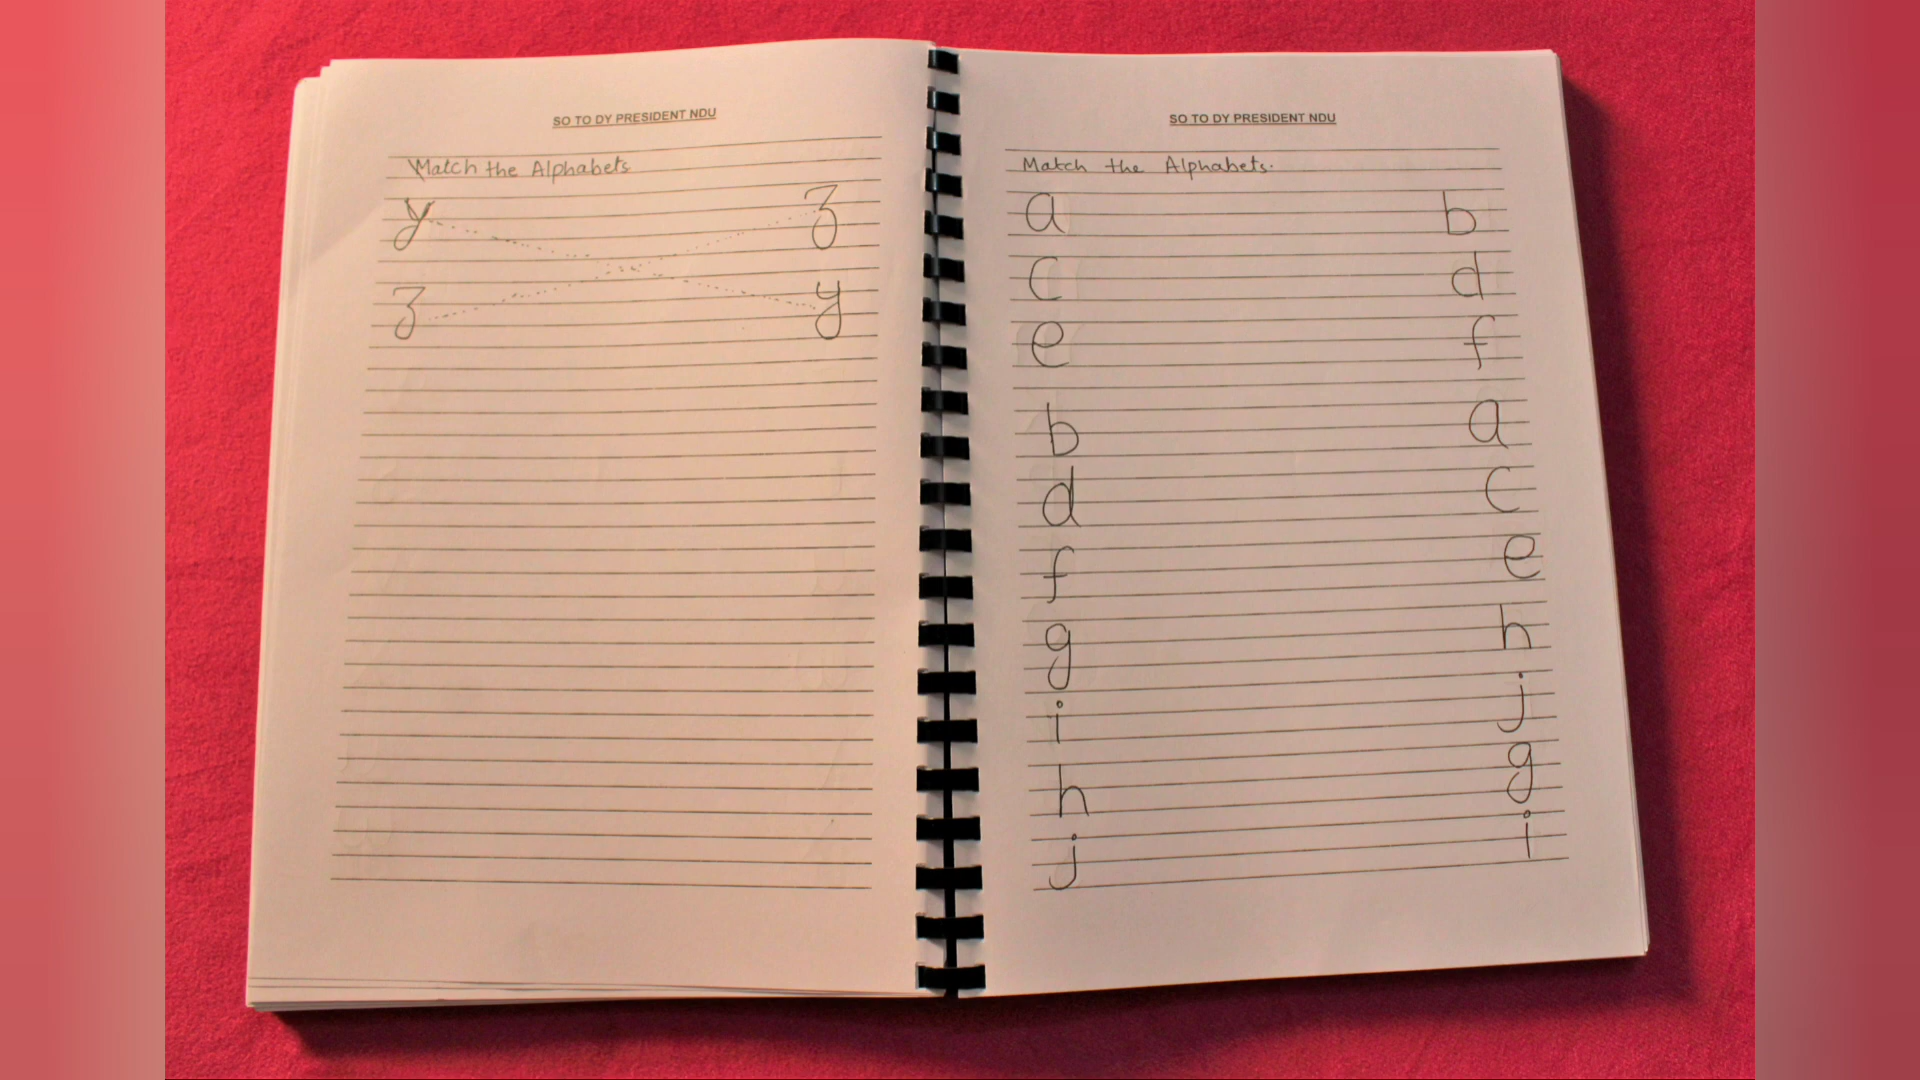 SO TO DY PRESIDENT NDU
Match the Alphabets
y z
z y
SO TO DY PRESIDENT NDU
Match the Alphabets.
a b
c d
e f
b a
d c
f e
g h
i j
h g
j i